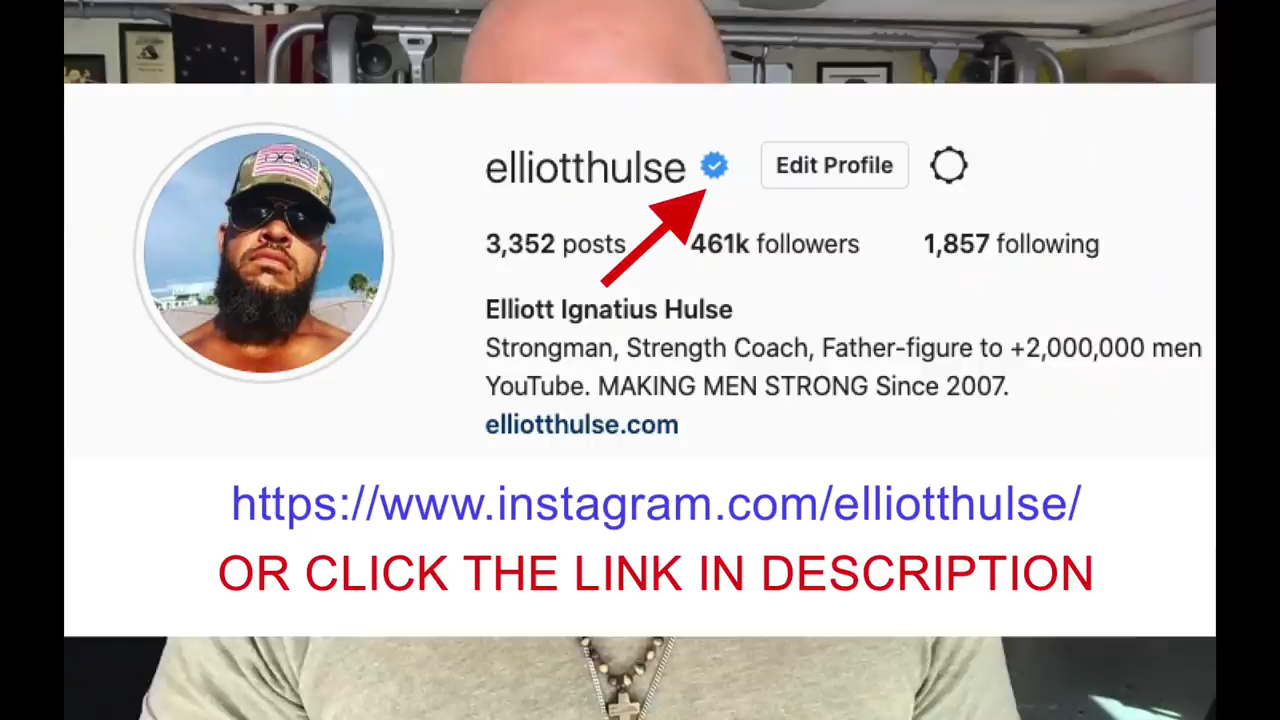 elliotthulse Edit Profile
3,352 posts 461k followers 1,857 following
Elliott Ignatius Hulse
Strongman, Strength Coach, Father-figure to +2,000,000 men
YouTube. MAKING MEN STRONG Since 2007.
elliotthulse.com
https://www.instagram.com/elliotthulse/
OR CLICK THE LINK IN DESCRIPTION